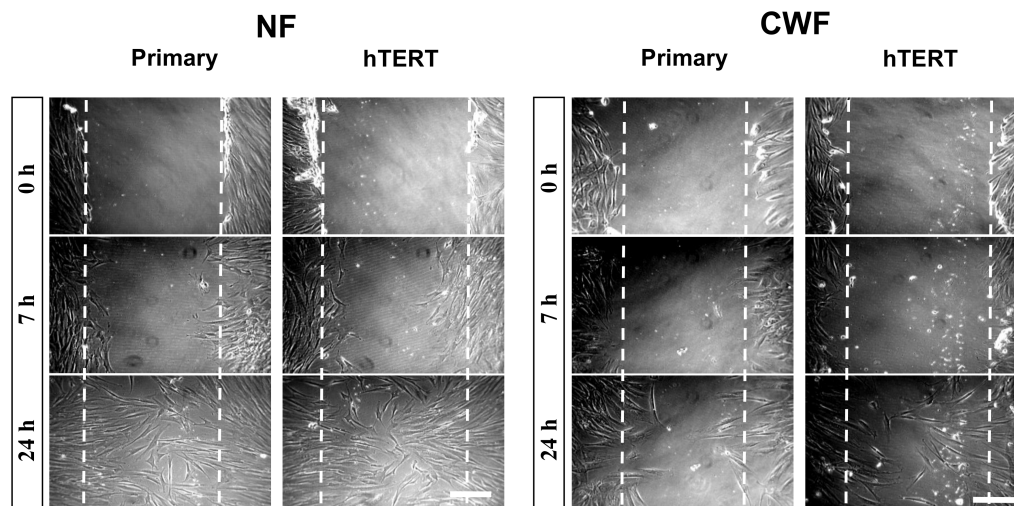 NF
CWF
Primary
hTERT
Primary
hTERT
0 h
0 h
7 h
7 h
24 h
24 h